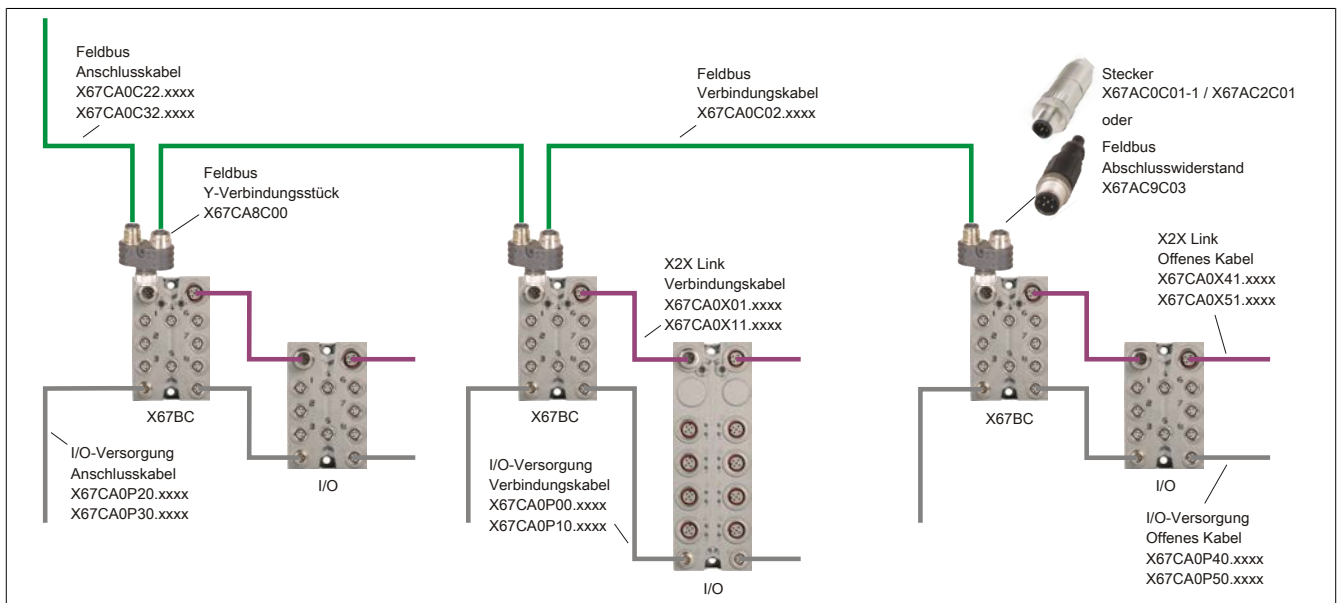 Feldbus
Anschlusskabel
X67CA0C22.xxxx
X67CA0C32.xxxx
Feldbus
Y-Verbindungsstück
X67CA8C00
Feldbus
Verbindungskabel
X67CA0C02.xxxx
Stecker
X67AC0C01-1 / X67AC2C01
oder
Feldbus
Abschlusswiderstand
X67AC9C03
X2X Link
Verbindungskabel
X67CA0X01.xxxx
X67CA0X11.xxxx
X2X Link
Offenes Kabel
X67CA0X41.xxxx
X67CA0X51.xxxx
X67BC
X67BC
X67BC
I/O-Versorgung
Anschlusskabel
X67CA0P20.xxxx
X67CA0P30.xxxx
I/O
I/O-Versorgung
Verbindungskabel
X67CA0P00.xxxx
X67CA0P10.xxxx
I/O
I/O
I/O-Versorgung
Offenes Kabel
X67CA0P40.xxxx
X67CA0P50.xxxx